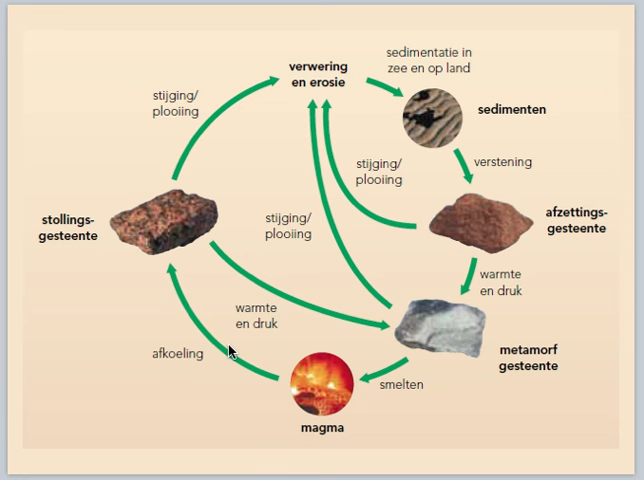 verwering
en erosie
sedimentatie in
zee en op land
sedimenten
verstening
afzettings-
gesteente
warmte
en druk
metamorf
gesteente
smelten
magma
afkoeling
stollings-
gesteente
stijging/
plooiing
stijging/
plooiing
stijging/
plooiing
warmte
en druk